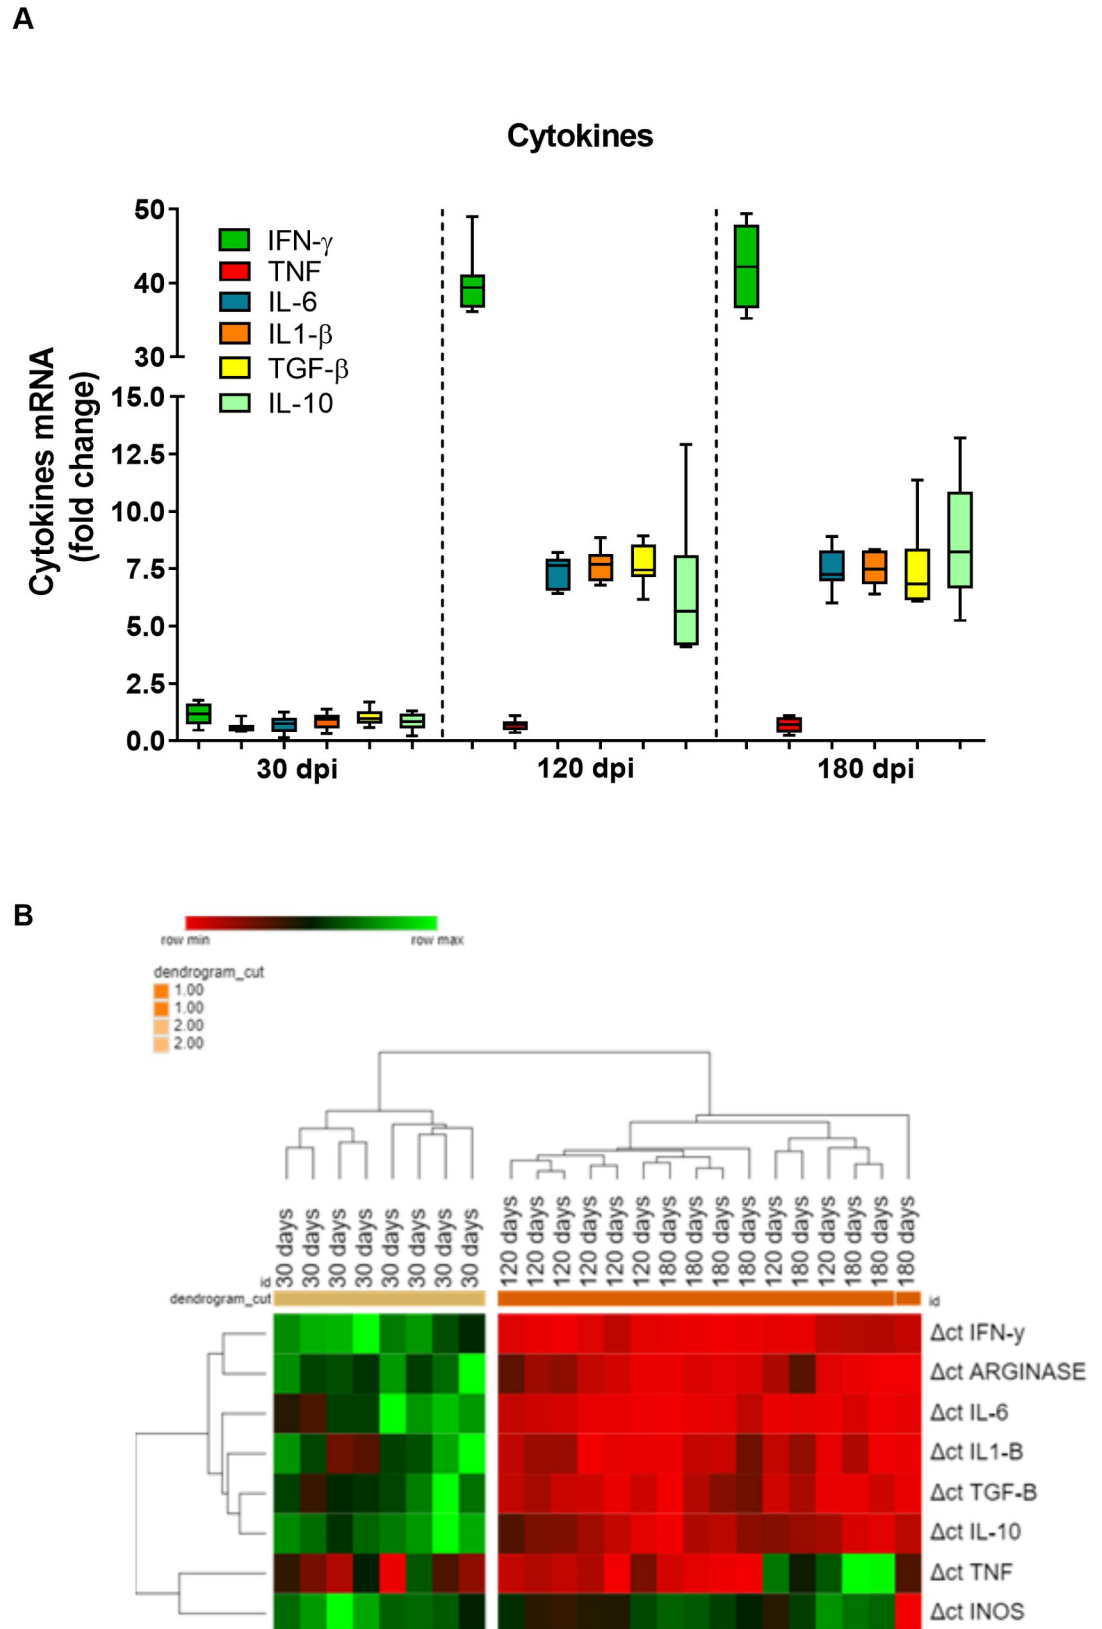 A
Cytokines
Cytokines mRNA
(fold change)
50
40
30
15.0
12.5
10.0
7.5
5.0
2.5
0.0
IFN-γ
TNF
IL-6
IL1-β
TGF-β
IL-10
30 dpi
120 dpi
180 dpi
B
row min
row max
dendrogram_cut
1.00
1.00
2.00
2.00
30 days
30 days
30 days
30 days
30 days
30 days
30 days
30 days
120 days
120 days
120 days
120 days
120 days
120 days
180 days
180 days
180 days
180 days
120 days
180 days
120 days
180 days
180 days
180 days
id
dendrogram_cut
id
Δct IFN-y
Δct ARGINASE
Δct IL-6
Δct IL1-B
Δct TGF-B
Δct IL-10
Δct TNF
Δct INOS